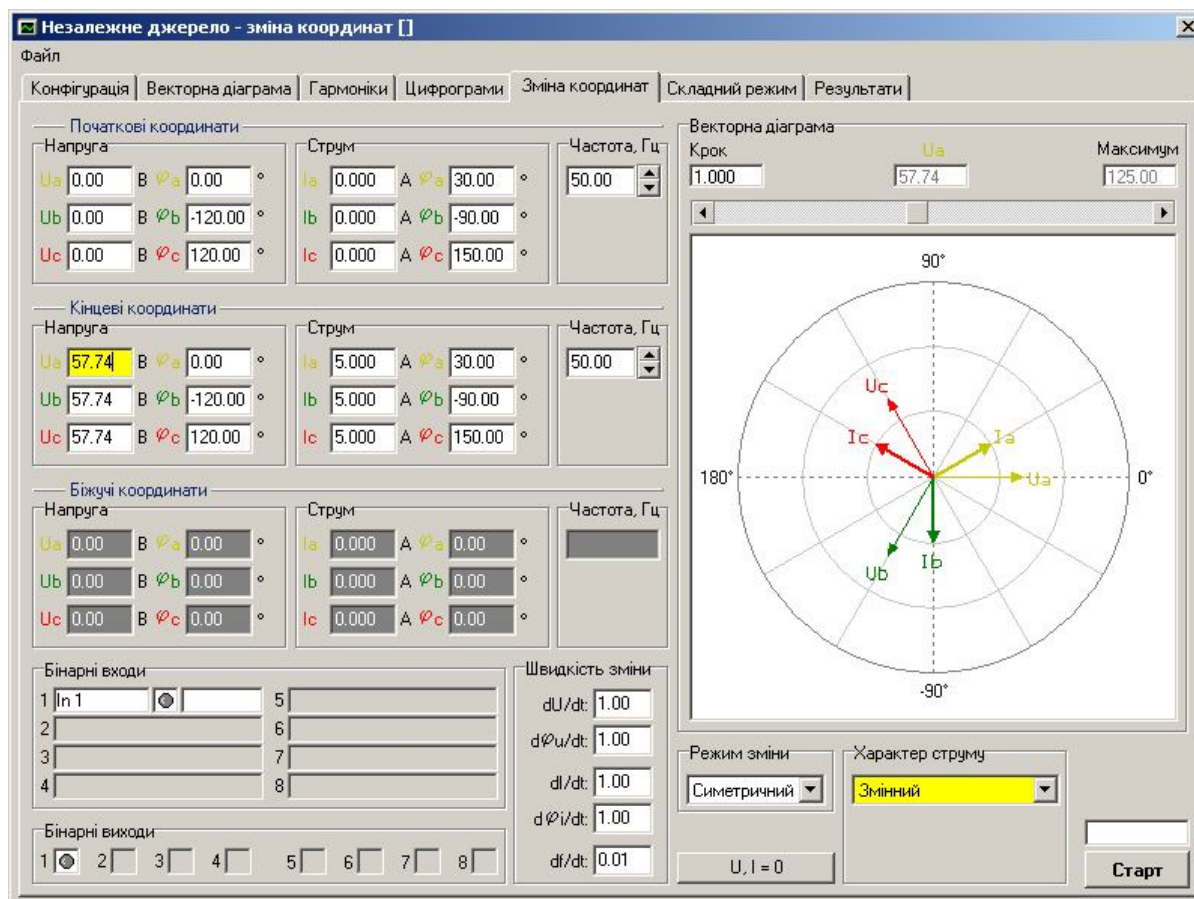 Незалежне джерело - зміна координат []
Файл
Конфігурація Векторна діаграма Гармоніки Цифрограми Зміна координат Складний режим Результати
Початкові координати
Напруга Струм Частота, Гц
Ua 0.00 В φa 0.00 ° Ia 0.000 А φa 30.00 ° 50.00
Ub 0.00 В φb -120.00 ° Ib 0.000 А φb -90.00 °
Uc 0.00 В φc 120.00 ° Ic 0.000 А φc 150.00 °
Кінцеві координати
Напруга Струм Частота, Гц
Ua 57.74 В φa 0.00 ° Ia 5.000 А φa 30.00 ° 50.00
Ub 57.74 В φb -120.00 ° Ib 5.000 А φb -90.00 °
Uc 57.74 В φc 120.00 ° Ic 5.000 А φc 150.00 °
Біжучі координати
Напруга Струм Частота, Гц
Ua 0.00 В φa 0.00 ° Ia 0.000 А φa 0.00 °
Ub 0.00 В φb 0.00 ° Ib 0.000 А φb 0.00 °
Uc 0.00 В φc 0.00 ° Ic 0.000 А φc 0.00 °
Бінарні входи
1 In 1 5
2 6
3 7
4 8
Бінарні виходи
1 2 3 4 5 6 7 8
Швидкість зміни
dU/dt: 1.00
dφu/dt: 1.00
dI/dt: 1.00
dφi/dt: 1.00
df/dt: 0.01
Векторна діаграма
Крок Ua Максимум
1.000 57.74 125.00
90°
Uc
Ic Ia
180° Ua 0°
Ub Ib
-90°
Режим зміни Характер струму
Симетричний Змінний
U, I = 0 Старт